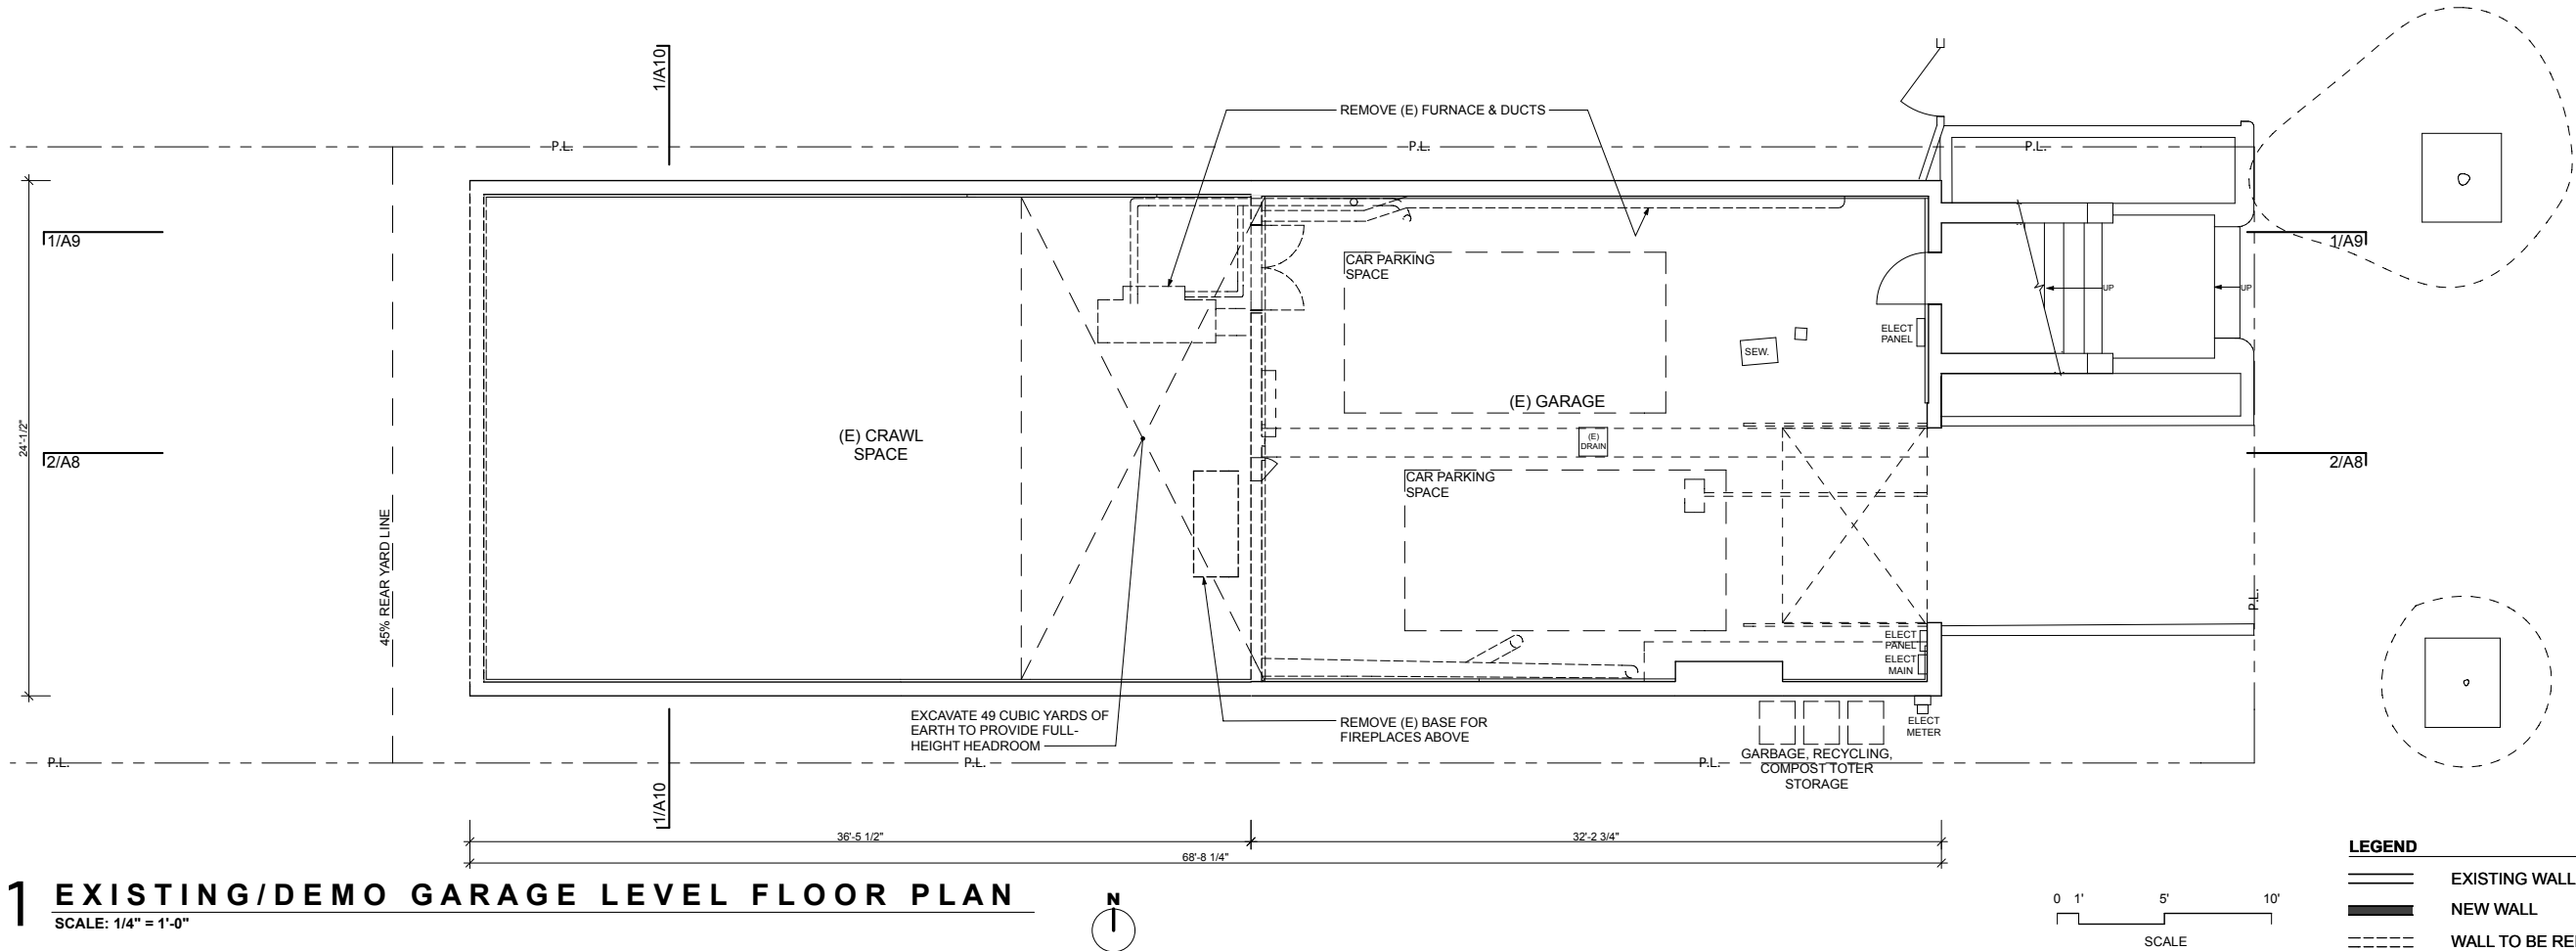 1/A10
REMOVE (E) FURNACE & DUCTS
P.L.
P.L.
P.L.
1/A9
1/A9
CAR PARKING
SPACE
UP
UP
ELECT
PANEL
SEW.
(E) GARAGE
24'-1/2"
(E) CRAWL
SPACE
(E)
DRAIN
2/A8
2/A8
CAR PARKING
SPACE
45% REAR YARD LINE
P.L.
ELECT
PANEL
ELECT
MAIN
EXCAVATE 49 CUBIC YARDS OF
EARTH TO PROVIDE FULL-
HEIGHT HEADROOM
REMOVE (E) BASE FOR
FIREPLACES ABOVE
ELECT
METER
GARBAGE, RECYCLING,
COMPOST TOTER
STORAGE
P.L.
P.L.
P.L.
1/A10
36'-5 1/2"
32'-2 3/4"
68'-8 1/4"
1 EXISTING/DEMO GARAGE LEVEL FLOOR PLAN
SCALE: 1/4" = 1'-0"
N
0 1' 5' 10'
SCALE
LEGEND
EXISTING WALL
NEW WALL
WALL TO BE